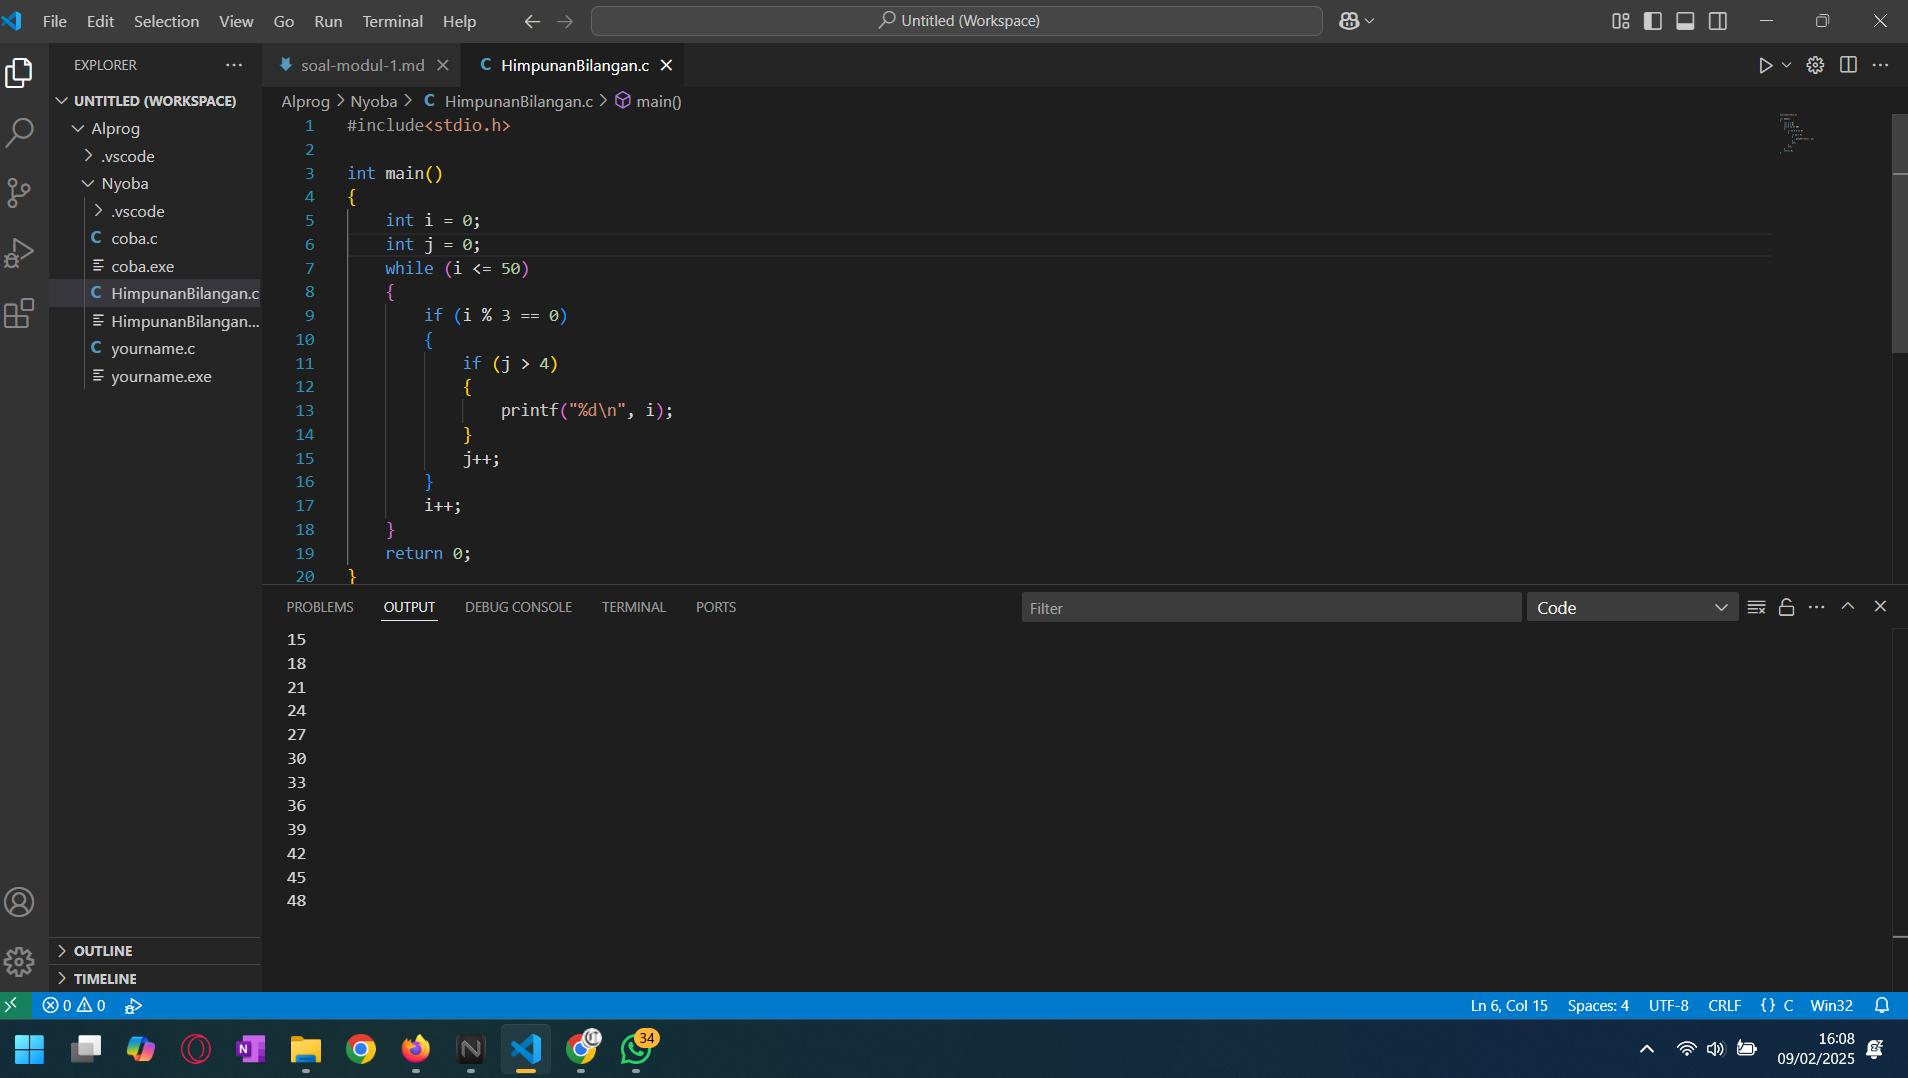 File Edit Selection View Go Run Terminal Help
Untitled (Workspace)
EXPLORER
soal-modul-1.md
C HimpunanBilangan.c
UNTITLED (WORKSPACE)
Alprog
.vscode
Nyoba
.vscode
C coba.c
coba.exe
C HimpunanBilangan.c
HimpunanBilangan...
C yourname.c
yourname.exe
OUTLINE
TIMELINE
Alprog > Nyoba > C HimpunanBilangan.c > main()
1 #include<stdio.h>
2
3 int main()
4 {
5 int i = 0;
6 int j = 0;
7 while (i <= 50)
8 {
9 if (i % 3 == 0)
10 {
11 if (j > 4)
12 {
13 printf("%d\n", i);
14 }
15 j++;
16 }
17 i++;
18 }
19 return 0;
20 }
PROBLEMS OUTPUT DEBUG CONSOLE TERMINAL PORTS
Filter
Code
15
18
21
24
27
30
33
36
39
42
45
48
0 0
Ln 6, Col 15 Spaces: 4 UTF-8 CRLF {} C Win32
N
N
34
16:08
09/02/2025